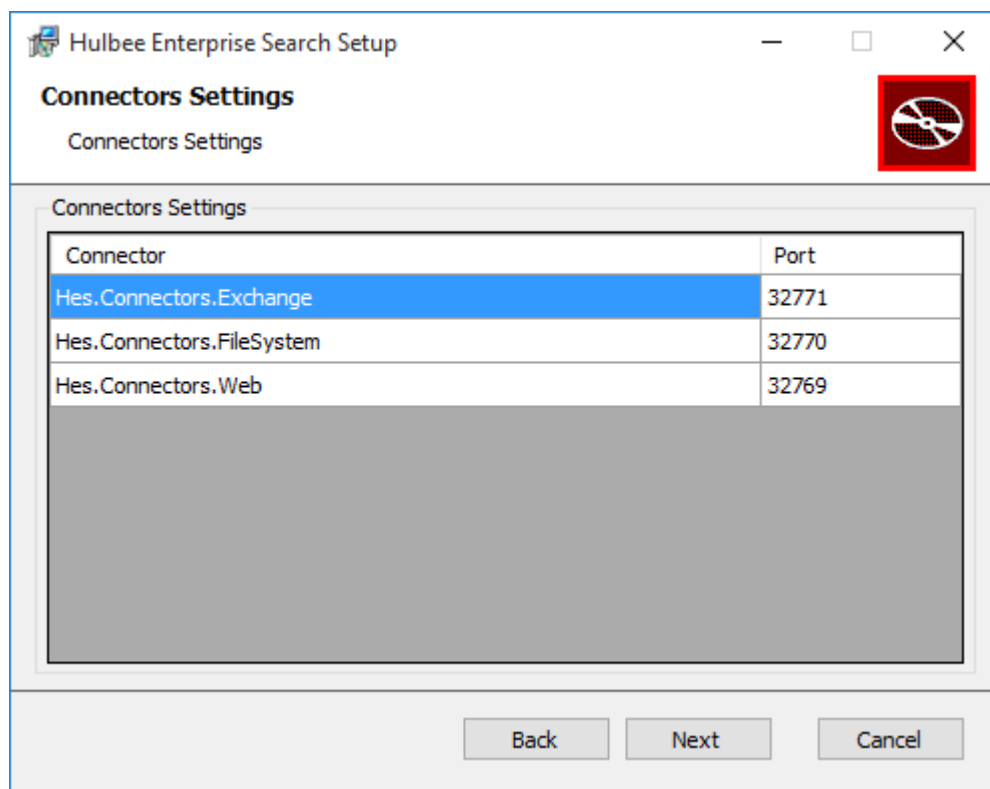 Hulbee Enterprise Search Setup
Connectors Settings
Connectors Settings
Connectors Settings
Connector Port
Hes.Connectors.Exchange 32771
Hes.Connectors.FileSystem 32770
Hes.Connectors.Web 32769
Back Next Cancel